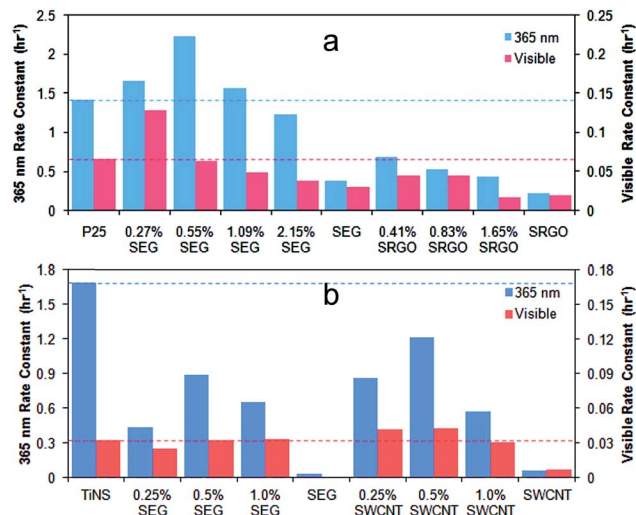 a
365 nm
Visible
365 nm Rate Constant (hr⁻¹)
2.5
2
1.5
1
0.5
0
Visible Rate Constant (hr⁻¹)
0.25
0.2
0.15
0.1
0.05
0
P25
0.27% SEG
0.55% SEG
1.09% SEG
2.15% SEG
SEG
0.41% SRGO
0.83% SRGO
1.65% SRGO
SRGO
b
365 nm
Visible
365 nm Rate Constant (hr⁻¹)
1.8
1.5
1.2
0.9
0.6
0.3
0
Visible Rate Constant (hr⁻¹)
0.18
0.15
0.12
0.09
0.06
0.03
0
TiNS
0.25% SEG
0.5% SEG
1.0% SEG
SEG
0.25% SWCNT
0.5% SWCNT
1.0% SWCNT
SWCNT